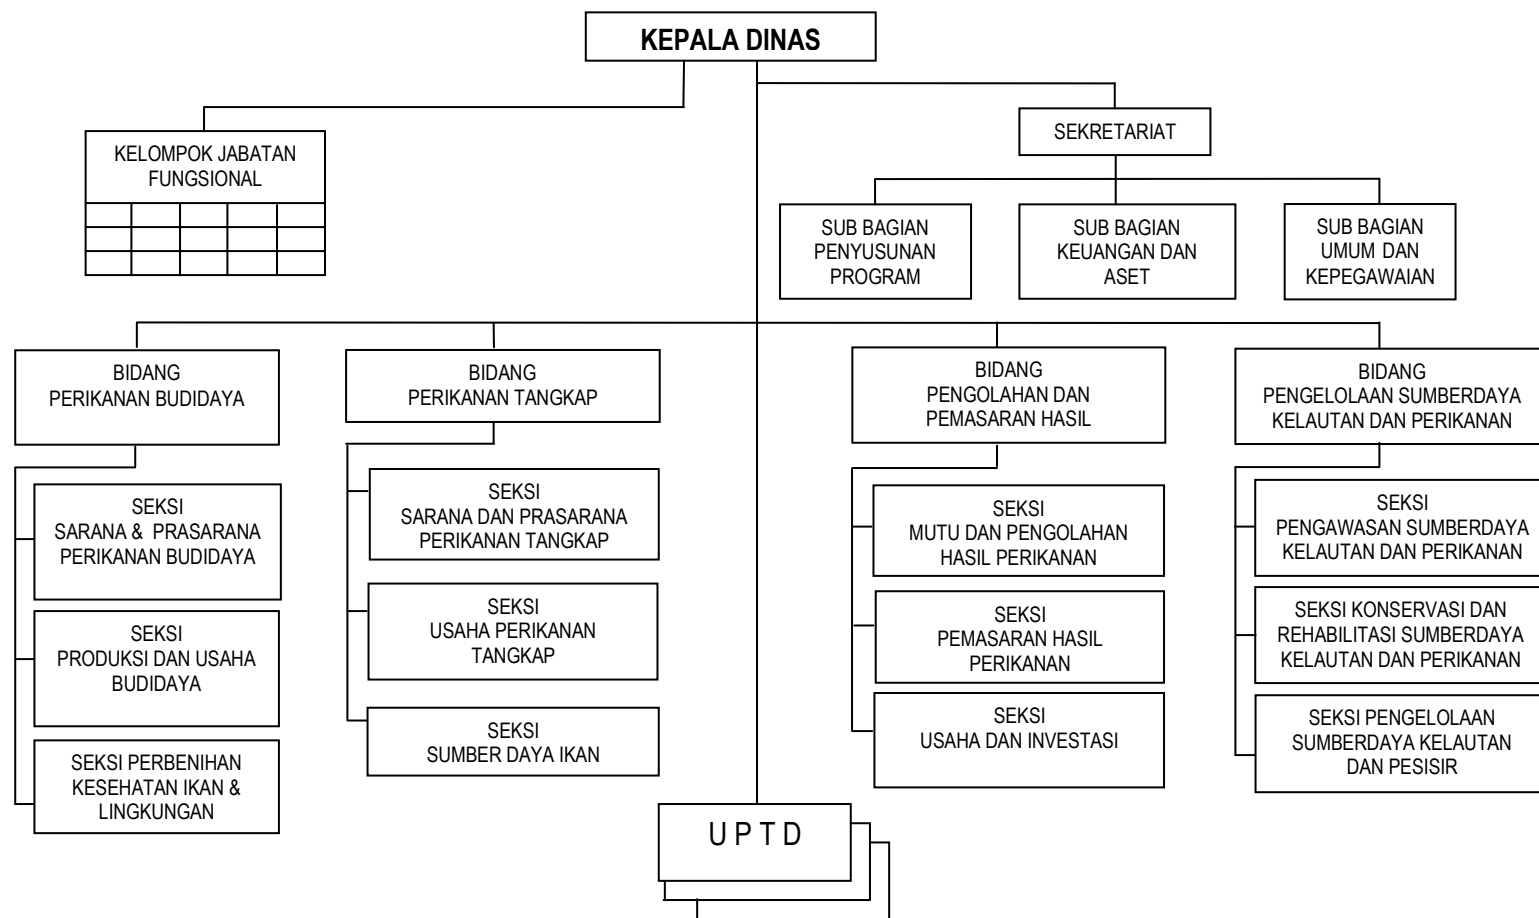 KEPALA DINAS
KELOMPOK JABATAN
FUNGSIONAL
SEKRETARIAT
SUB BAGIAN
PENYUSUNAN
PROGRAM
SUB BAGIAN
KEUANGAN DAN
ASET
SUB BAGIAN
UMUM DAN
KEPEGAWAIAN
BIDANG
PERIKANAN BUDIDAYA
BIDANG
PERIKANAN TANGKAP
BIDANG
PENGOLAHAN DAN
PEMASARAN HASIL
BIDANG
PENGELOLAAN SUMBERDAYA
KELAUTAN DAN PERIKANAN
SEKSI
SARANA & PRASARANA
PERIKANAN BUDIDAYA
SEKSI
PRODUKSI DAN USAHA
BUDIDAYA
SEKSI PERBENIHAN
KESEHATAN IKAN &
LINGKUNGAN
SEKSI
SARANA DAN PRASARANA
PERIKANAN TANGKAP
SEKSI
USAHA PERIKANAN
TANGKAP
SEKSI
SUMBER DAYA IKAN
SEKSI
MUTU DAN PENGOLAHAN
HASIL PERIKANAN
SEKSI
PEMASARAN HASIL
PERIKANAN
SEKSI
USAHA DAN INVESTASI
SEKSI
PENGAWASAN SUMBERDAYA
KELAUTAN DAN PERIKANAN
SEKSI KONSERVASI DAN
REHABILITASI SUMBERDAYA
KELAUTAN DAN PERIKANAN
SEKSI PENGELOLAAN
SUMBERDAYA KELAUTAN
DAN PESISIR
U P T D